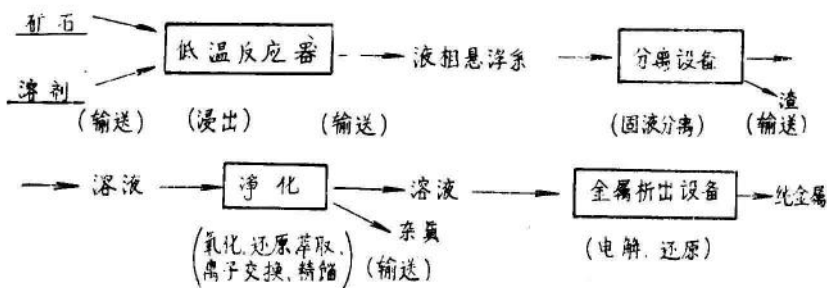 矿石
低温反应器
液相悬浮系
分离设备
溶剂
渣
(输送) (浸出) (输送) (固液分离) (输送)
溶液 净化 溶液 金属析出设备 纯金属
杂质
(氧化、还原萃取、
离子交换、精馏) (输送) (电解、还原)